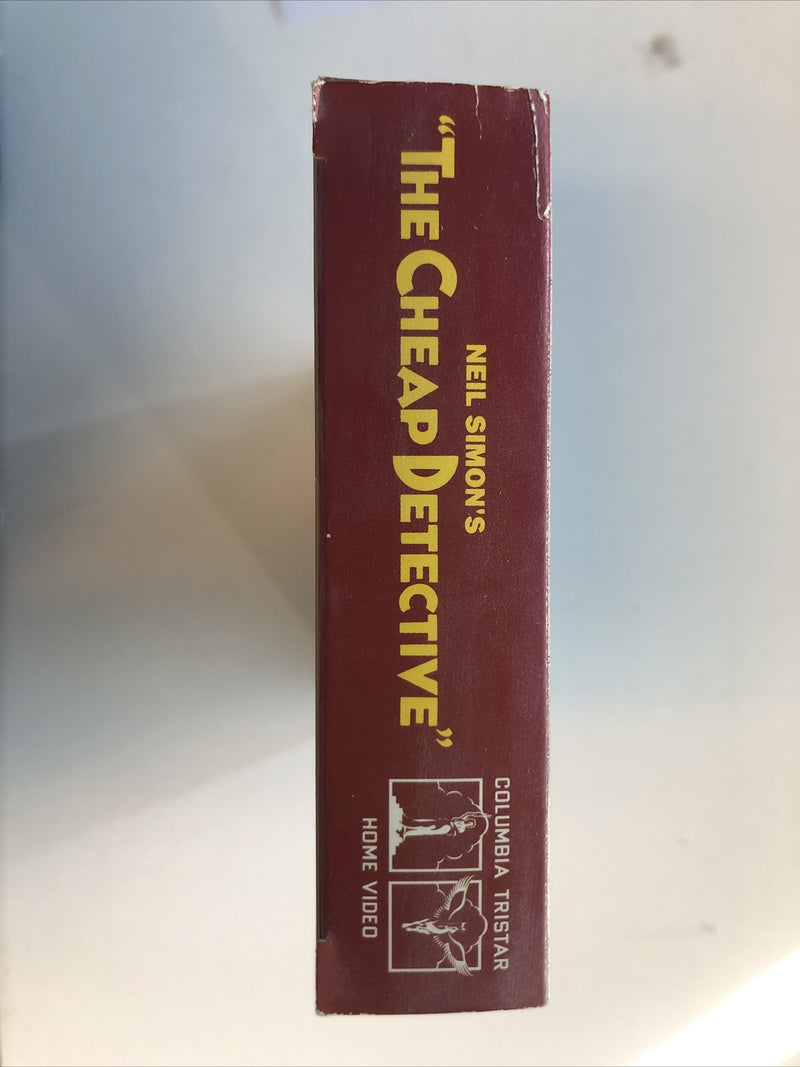 NEIL SIMON'S
"THE CHEAP DETECTIVE"
COLUMBIA TRISTAR
HOME VIDEO